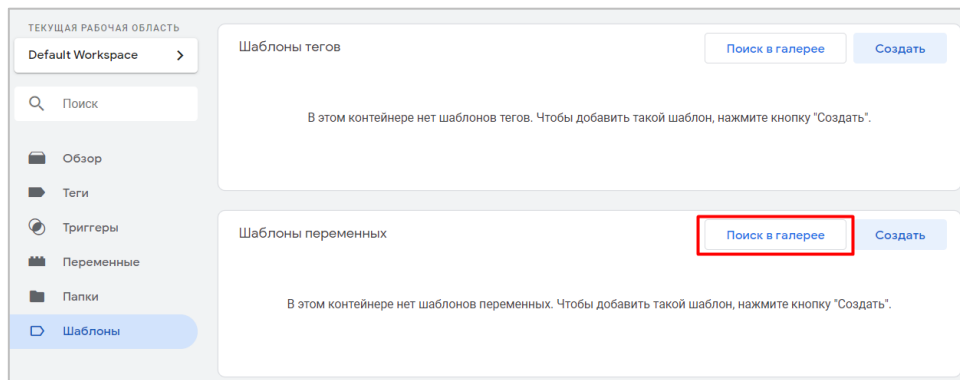 ТЕКУЩАЯ РАБОЧАЯ ОБЛАСТЬ
Default Workspace
Поиск
Обзор
Теги
Триггеры
Переменные
Папки
Шаблоны
Шаблоны тегов
Поиск в галерее
Создать
В этом контейнере нет шаблонов тегов. Чтобы добавить такой шаблон, нажмите кнопку "Создать".
Шаблоны переменных
Поиск в галерее
Создать
В этом контейнере нет шаблонов переменных. Чтобы добавить такой шаблон, нажмите кнопку "Создать".